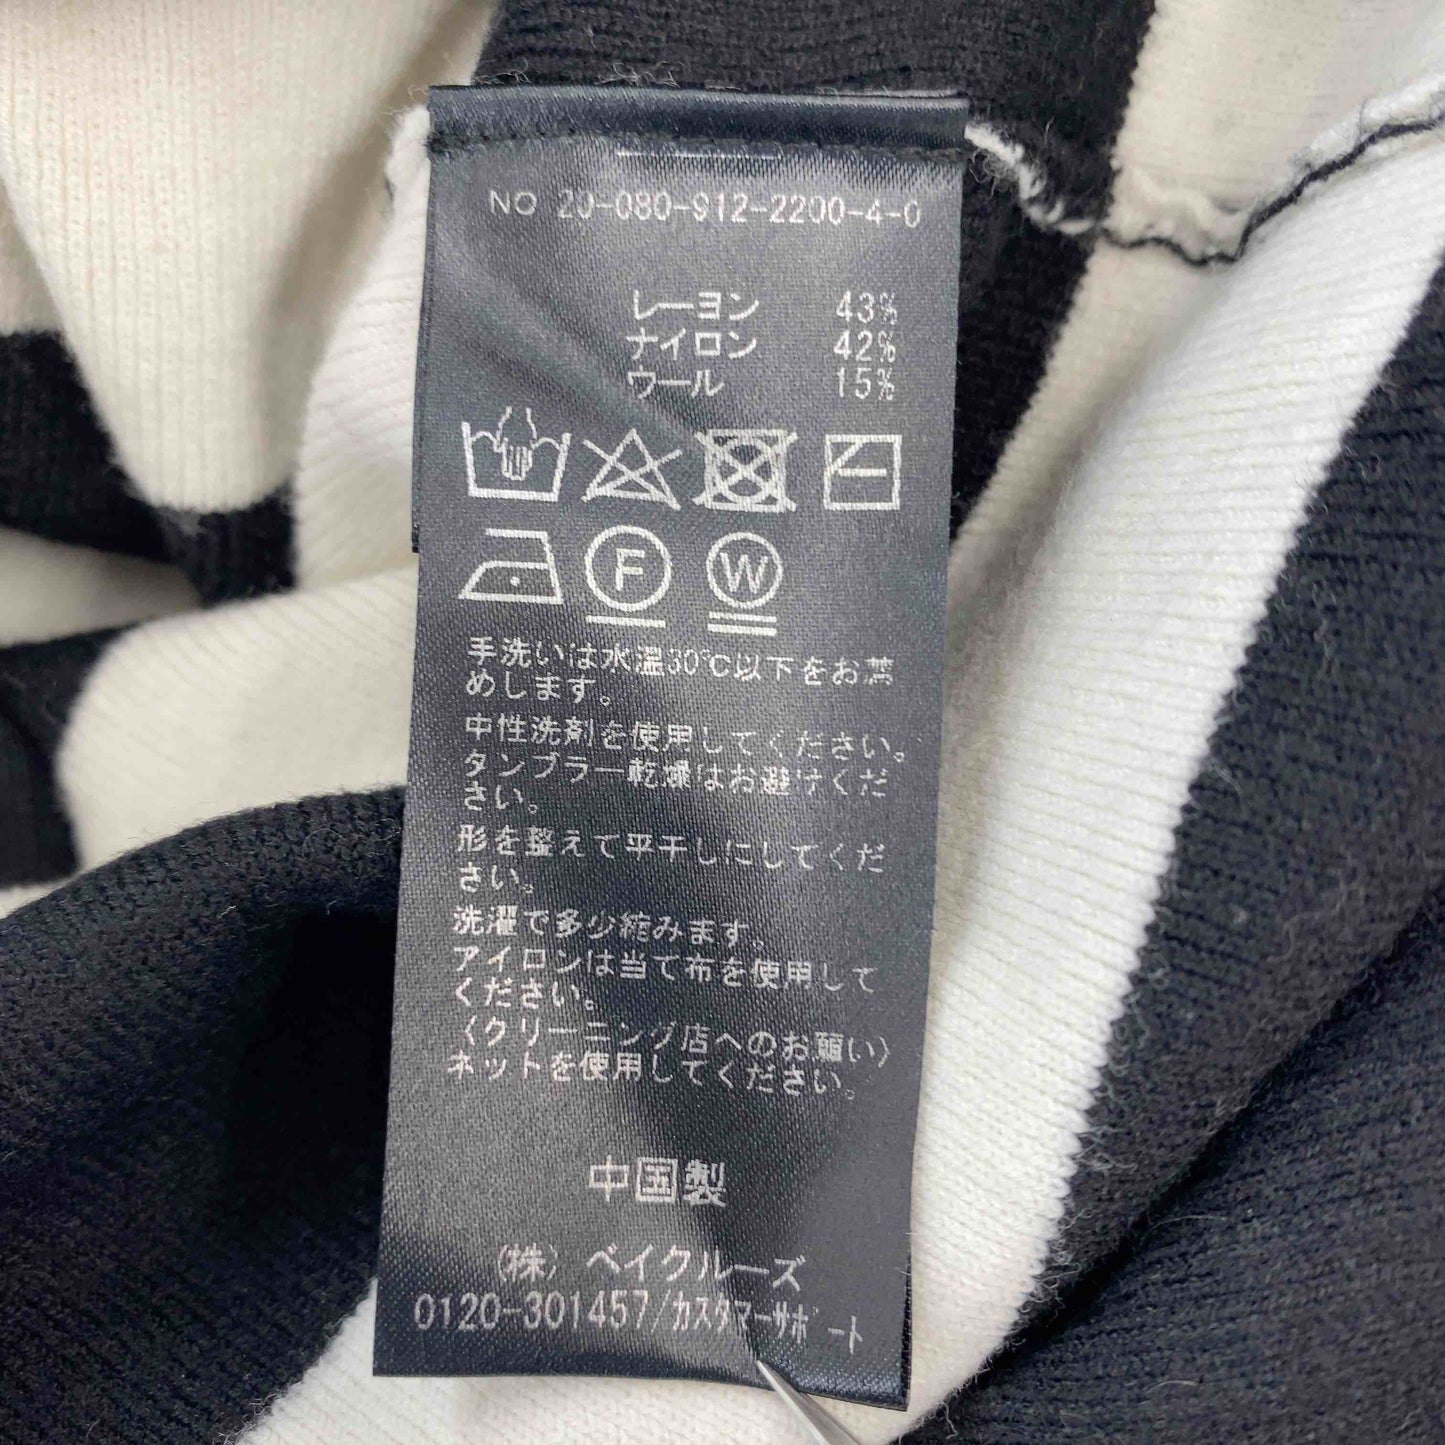 NO 20-080-912-2200-4-0
レーヨン 43%
ナイロン 42%
ウール 15%
F W
手洗いは水温30℃以下をお薦
めします。
中性洗剤を使用してください。
タンブラー乾燥はお避けくだ
さい。
形を整えて平干しにしてくだ
さい。
洗濯で多少縮みます。
アイロンは当て布を使用して
ください。
〈クリーニング店へのお願い〉
ネットを使用してください。
中国製
(株) ベイクルーズ
0120-301457/カスタマーサポート